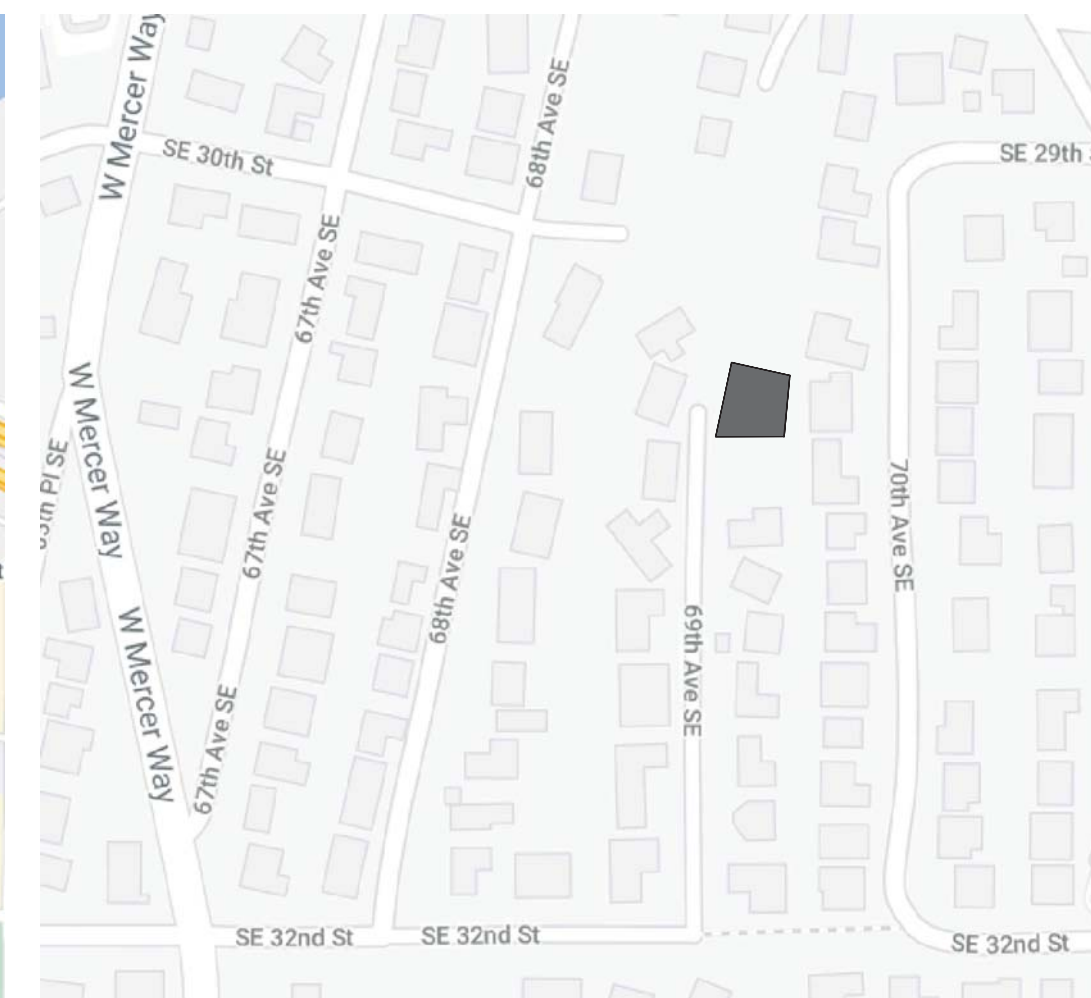 W Mercer Way
68th Ave SE
SE 30th St
SE 29th
67th Ave SE
W Mercer Way
Pl SE
67th Ave SE
70th Ave SE
68th Ave SE
W Mercer Way
69th Ave SE
67th Ave SE
SE 32nd St
SE 32nd St
SE 32nd St